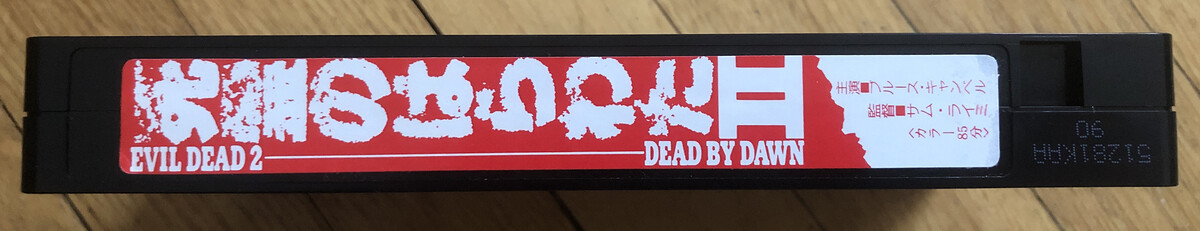 死霊のはらわたII
EVIL DEAD 2
DEAD BY DAWN
主演■ブルース・キャンベル
監督■サム・ライミ
〈カラー85分〉
51281KAA
90